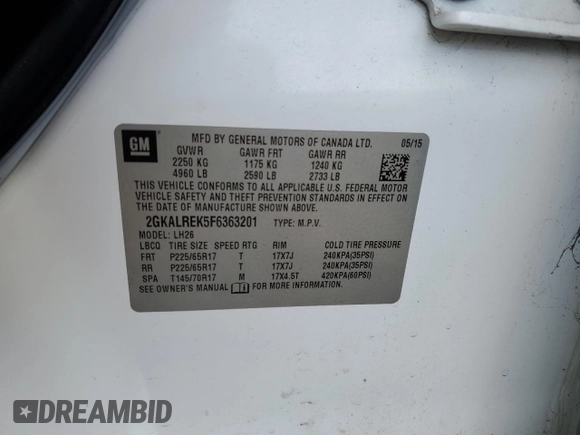 GM
MFD BY GENERAL MOTORS OF CANADA LTD. 05/15
GVWR GAWR FRT GAWR RR
2250 KG 1175 KG 1240 KG
4960 LB 2590 LB 2733 LB
THIS VEHICLE CONFORMS TO ALL APPLICABLE U.S. FEDERAL MOTOR
VEHICLE SAFETY AND THEFT PREVENTION STANDARDS IN EFFECT ON
THE DATE OF MANUFACTURE SHOWN ABOVE.
2GKALREK5F6363201 TYPE: M.P.V.
MODEL: LH26
LBCQ TIRE SIZE SPEED RTG RIM COLD TIRE PRESSURE
FRT P225/65R17 T 17X7J 240KPA(35PSI)
RR P225/65R17 T 17X7J 240KPA(35PSI)
SPA T145/70R17 M 17X4.5T 420KPA(60PSI)
SEE OWNER'S MANUAL FOR MORE INFORMATION.
DREAMBID